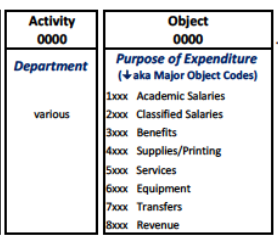 Activity
0000
Department
various
Object
0000
Purpose of Expenditure
(↓aka Major Object Codes)
1xxx Academic Salaries
2xxx Classified Salaries
3xxx Benefits
4xxx Supplies/Printing
5xxx Services
6xxx Equipment
7xxx Transfers
8xxx Revenue